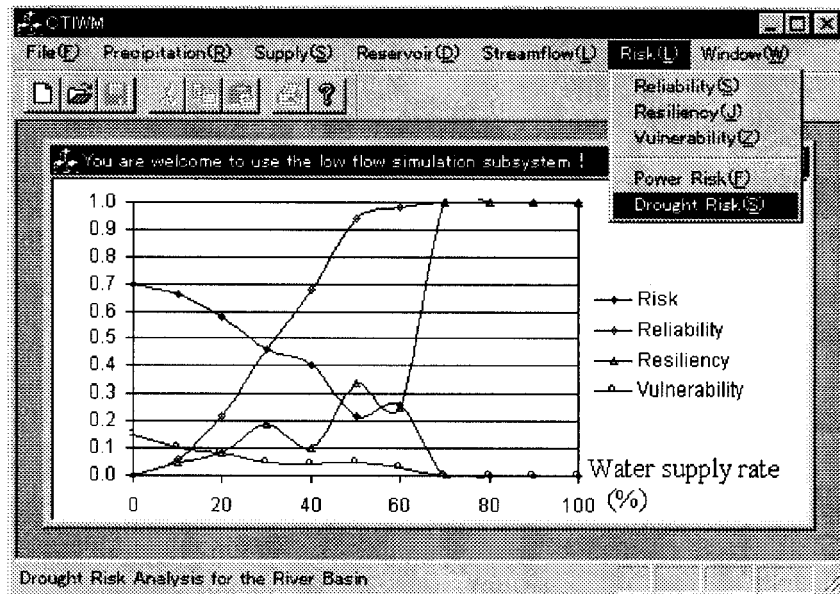 CTIWM
File(F) Precipitation(R) Supply(S) Reservoir(D) Streamflow(L) Risk(L) Window(W)
Reliability(S)
Resiliency(J)
Vulnerability(Z)
Power Risk(F)
Drought Risk(S)
You are welcome to use the low flow simulation subsystem !
1.0
0.9
0.8
0.7
0.6
0.5
0.4
0.3
0.2
0.1
0.0
0 20 40 60 80 100
Risk
Reliability
Resiliency
Vulnerability
Water supply rate
(%)
Drought Risk Analysis for the River Basin